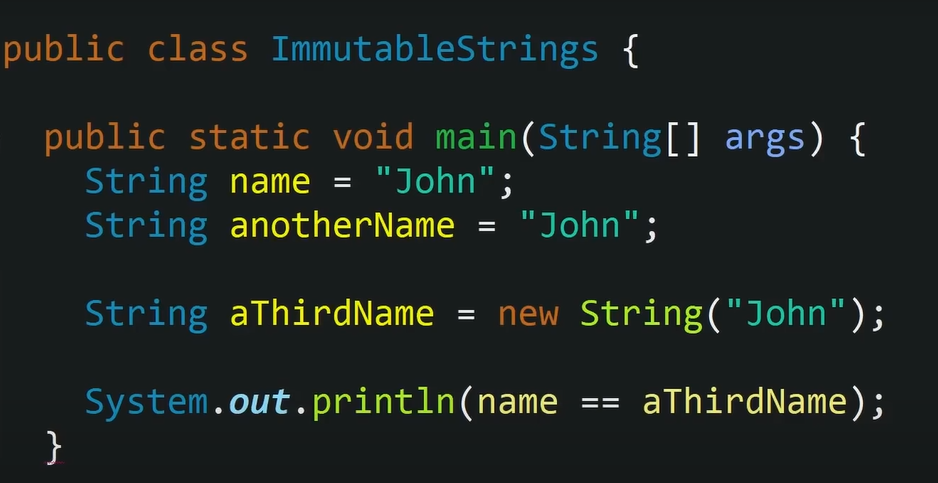 public class ImmutableStrings {
public static void main(String[] args) {
String name = "John";
String anotherName = "John";
String aThirdName = new String("John");
System.out.println(name == aThirdName);
}